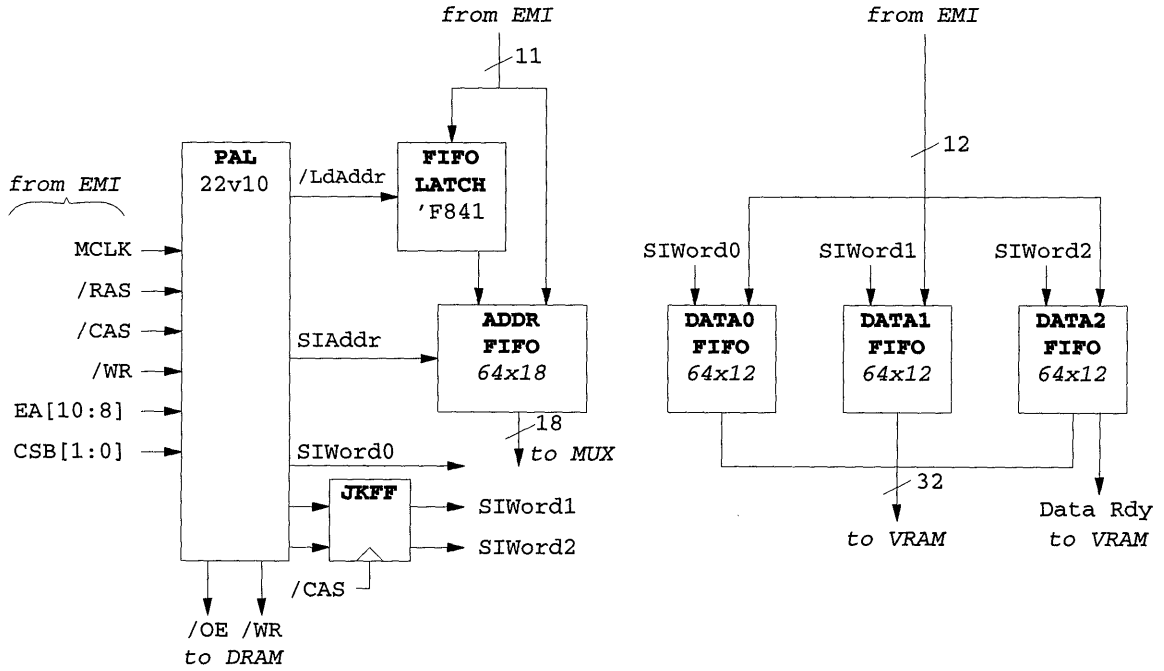 from EMI
11
PAL
22v10
/LdAddr
FIFO
LATCH
'F841
from EMI
MCLK
/RAS
/CAS
/WR
EA[10:8]
CSB[1:0]
SIAddr
ADDR
FIFO
64x18
18
to MUX
SIWord0
JKFF
SIWord1
SIWord2
/CAS
/OE /WR
to DRAM
from EMI
12
SIWord0
SIWord1
SIWord2
DATA0
FIFO
64x12
DATA1
FIFO
64x12
DATA2
FIFO
64x12
32
to VRAM
Data Rdy
to VRAM